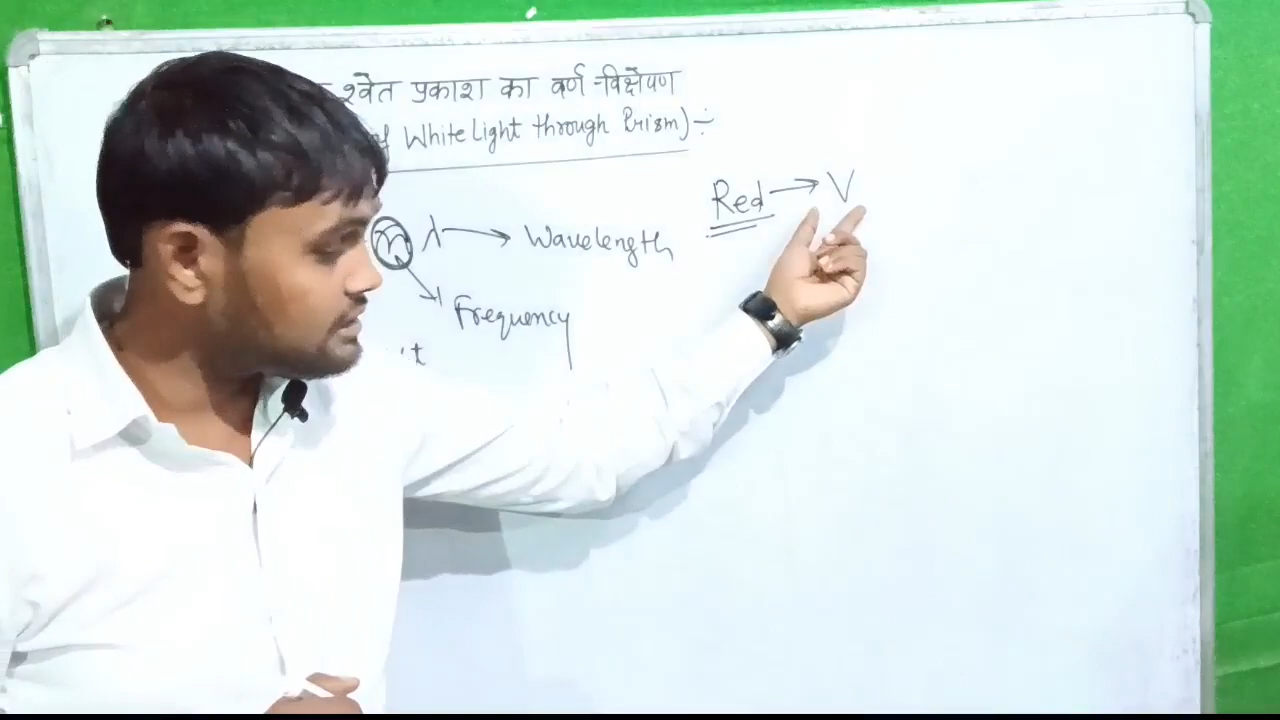 श्वेत प्रकाश का वर्ण-विक्षेपण
of White Light through Prism) ÷
Red → V
n λ → Wavelength
Frequency